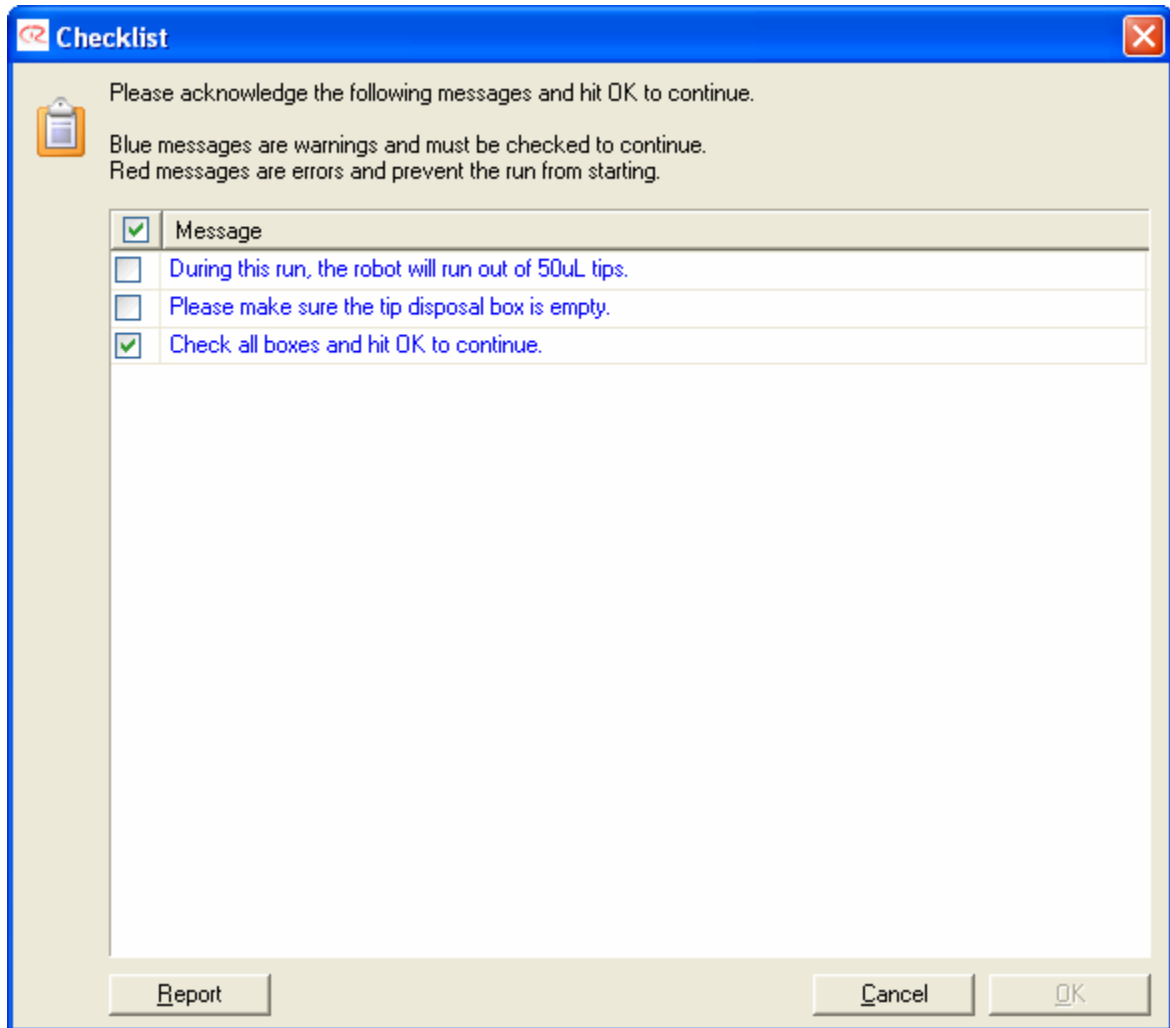 Checklist
Please acknowledge the following messages and hit OK to continue.
Blue messages are warnings and must be checked to continue.
Red messages are errors and prevent the run from starting.
Message
During this run, the robot will run out of 50uL tips.
Please make sure the tip disposal box is empty.
Check all boxes and hit OK to continue.
Report Cancel OK